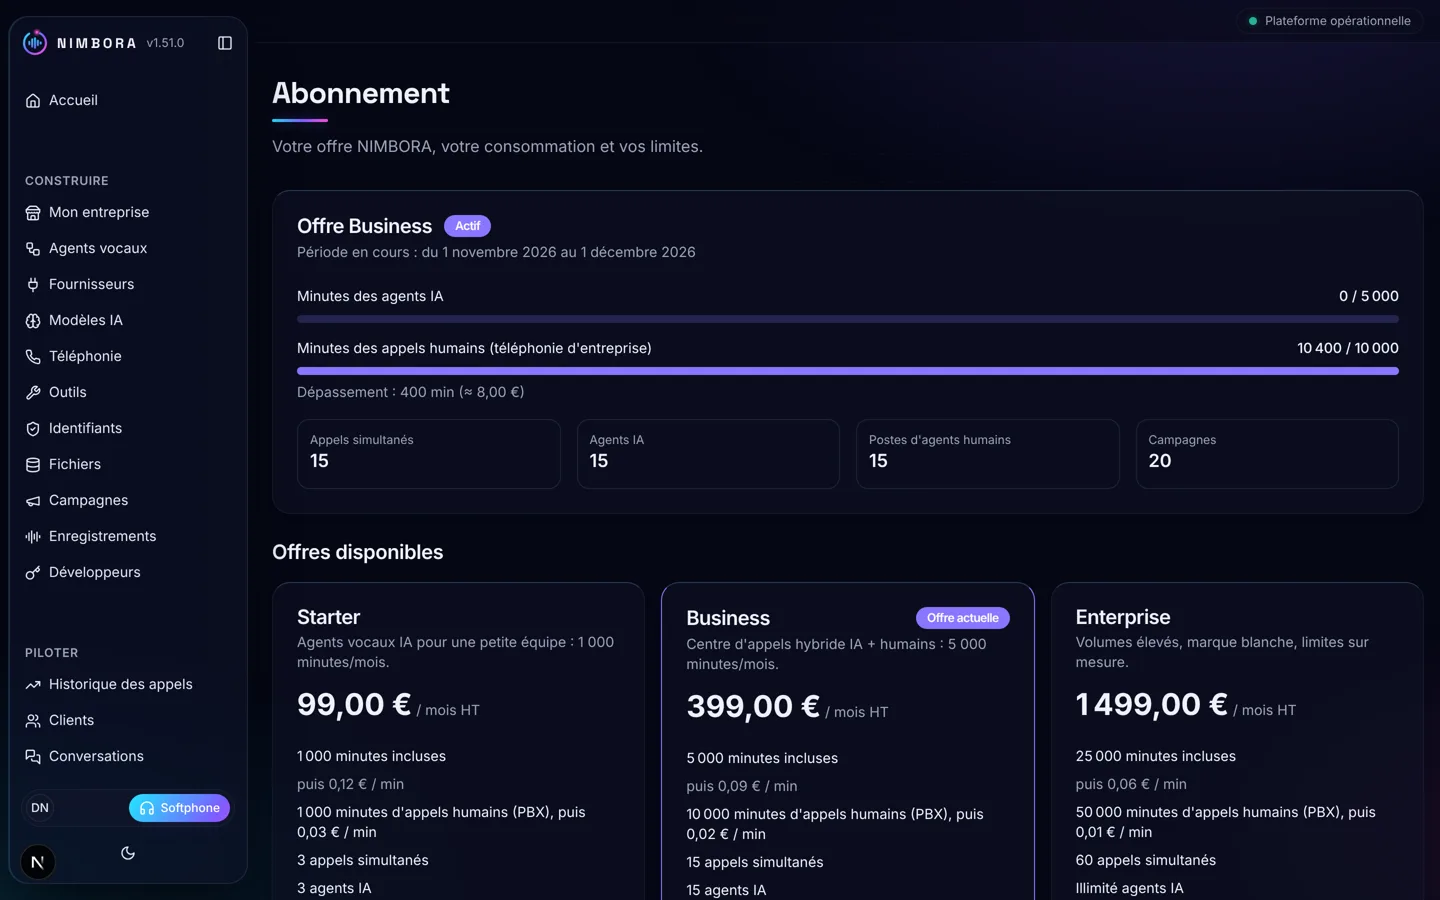 NIMBORA v1.51.0
Plateforme opérationnelle
Accueil
CONSTRUIRE
Mon entreprise
Agents vocaux
Fournisseurs
Modèles IA
Téléphonie
Outils
Identifiants
Fichiers
Campagnes
Enregistrements
Développeurs
PILOTER
Historique des appels
Clients
Conversations
DN
Softphone
N
Abonnement
Votre offre NIMBORA, votre consommation et vos limites.
Offre Business Actif
Période en cours : du 1 novembre 2026 au 1 décembre 2026
Minutes des agents IA 0 / 5 000
Minutes des appels humains (téléphonie d'entreprise) 10 400 / 10 000
Dépassement : 400 min (≈ 8,00 €)
Appels simultanés
15
Agents IA
15
Postes d'agents humains
15
Campagnes
20
Offres disponibles
Starter
Agents vocaux IA pour une petite équipe : 1 000
minutes/mois.
99,00 € / mois HT
1 000 minutes incluses
puis 0,12 € / min
1 000 minutes d'appels humains (PBX), puis
0,03 € / min
3 appels simultanés
3 agents IA
Business Offre actuelle
Centre d'appels hybride IA + humains : 5 000
minutes/mois.
399,00 € / mois HT
5 000 minutes incluses
puis 0,09 € / min
10 000 minutes d'appels humains (PBX), puis
0,02 € / min
15 appels simultanés
15 agents IA
Enterprise
Volumes élevés, marque blanche, limites sur
mesure.
1 499,00 € / mois HT
25 000 minutes incluses
puis 0,06 € / min
50 000 minutes d'appels humains (PBX), puis
0,01 € / min
60 appels simultanés
Illimité agents IA